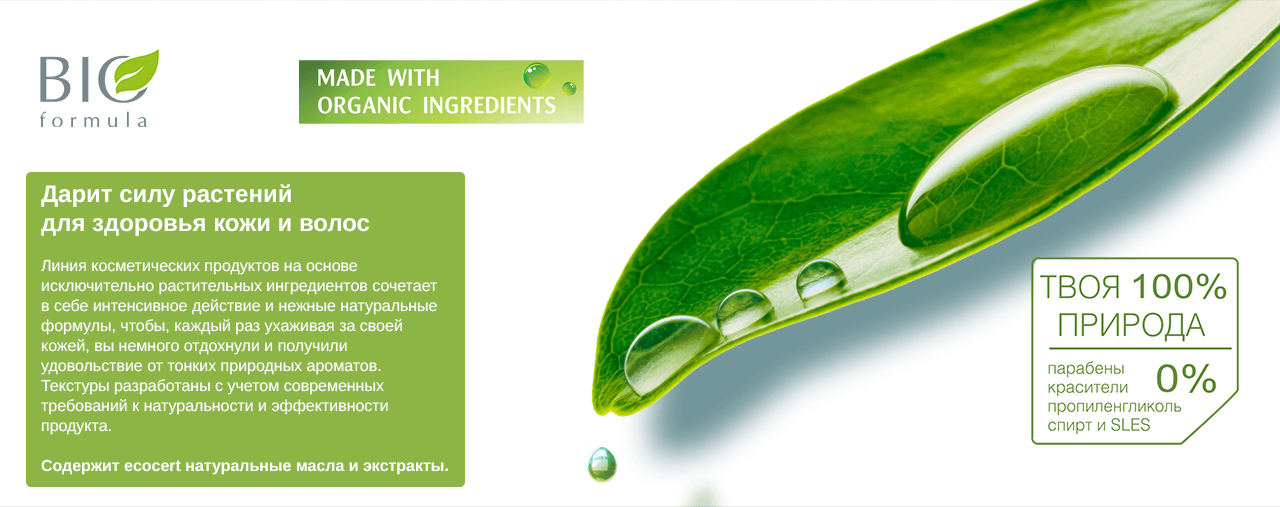 BIO
formula
MADE WITH
ORGANIC INGREDIENTS
Дарит силу растений
для здоровья кожи и волос
Линия косметических продуктов на основе
исключительно растительных ингредиентов сочетает
в себе интенсивное действие и нежные натуральные
формулы, чтобы, каждый раз ухаживая за своей
кожей, вы немного отдохнули и получили
удовольствие от тонких природных ароматов.
Текстуры разработаны с учетом современных
требований к натуральности и эффективности
продукта.
Содержит ecocert натуральные масла и экстракты.
ТВОЯ 100%
ПРИРОДА
парабены
красители 0%
пропиленгликоль
спирт и SLES